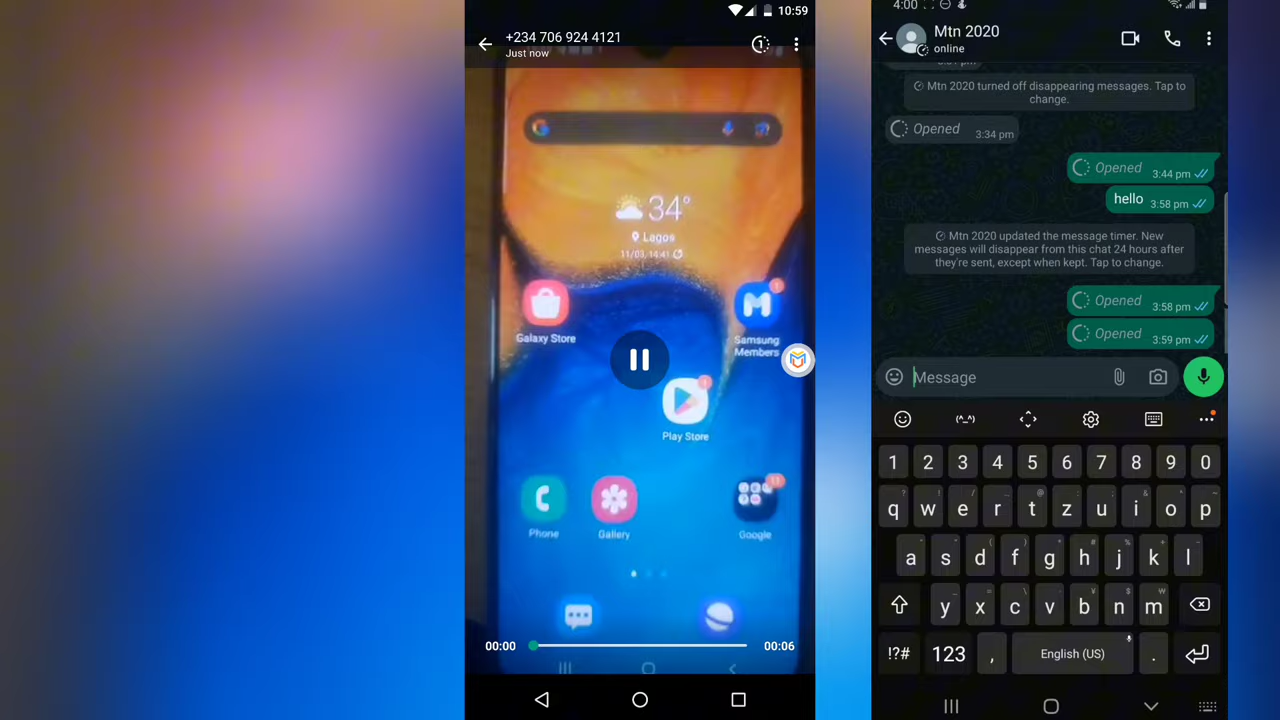 10:59
+234 706 924 4121
Just now
34°
Lagos
11/03, 14:41
Galaxy Store
Samsung
Members
Play Store
Phone
Gallery
Google
00:00
00:06
4:00
Mtn 2020
online
Mtn 2020 turned off disappearing messages. Tap to
change.
Opened 3:34 pm
Opened 3:44 pm
hello 3:58 pm
Mtn 2020 updated the message timer. New
messages will disappear from this chat 24 hours after
they're sent, except when kept. Tap to change.
Opened 3:58 pm
Opened 3:59 pm
Message
1 2 3 4 5 6 7 8 9 0
q w e r t z u i o p
a s d f g h j k l
y x c v b n m
!?# 123 , English (US) .